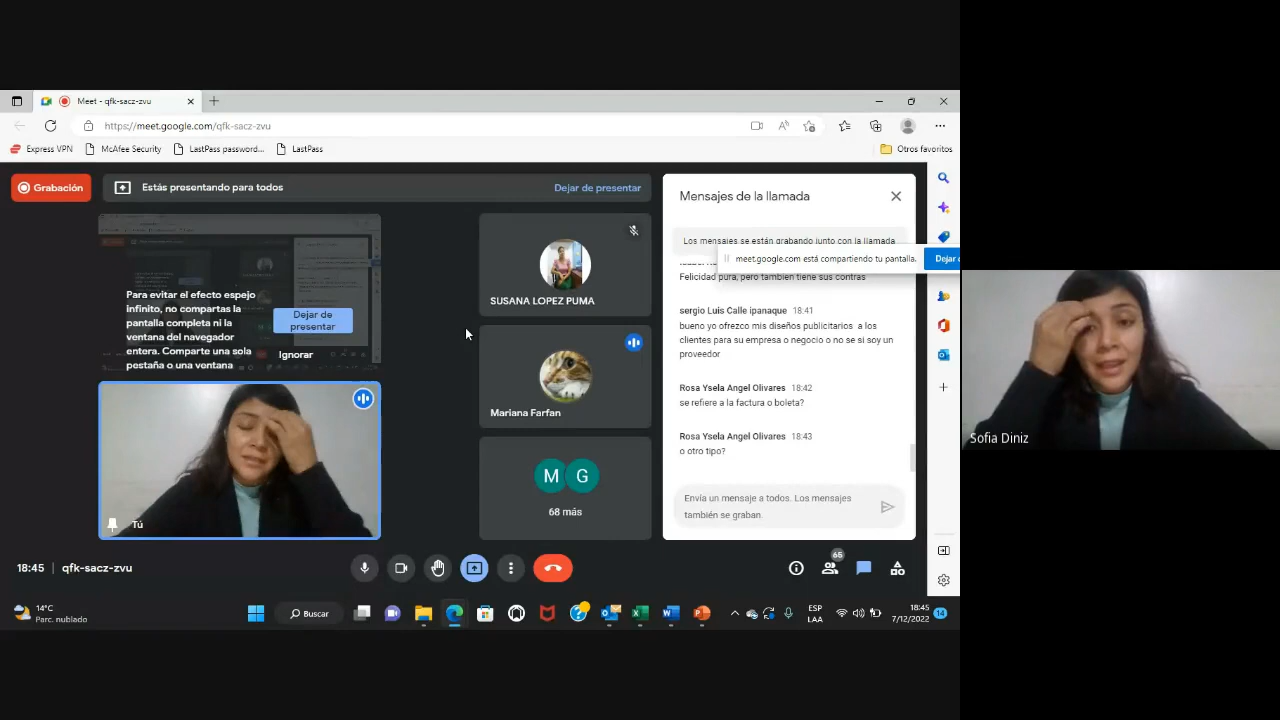 Meet - qfk-sacz-zvu
https://meet.google.com/qfk-sacz-zvu
Express VPN
McAfee Security
LastPass password...
LastPass
Otros favoritos
Grabación
Estás presentando para todos
Dejar de presentar
Para evitar el efecto espejo
infinito, no compartas la
pantalla completa ni la
ventana del navegador
entera. Comparte una sola
pestaña o una ventana
Dejar de
presentar
Ignorar
Tú
SUSANA LOPEZ PUMA
Mariana Farfan
M G
68 más
Mensajes de la llamada
Los mensajes se están grabando junto con la llamada
meet.google.com está compartiendo tu pantalla.
Dejar
Felicidad pura, pero tambien tiene sus contras
sergio Luis Calle ipanaque 18:41
bueno yo ofrezco mis diseños publicitarios a los
clientes para su empresa o negocio o no se si soy un
proveedor
Rosa Ysela Angel Olivares 18:42
se refiere a la factura o boleta?
Rosa Ysela Angel Olivares 18:43
o otro tipo?
Envía un mensaje a todos. Los mensajes
también se graban.
18:45 | qfk-sacz-zvu
65
14°C
Parc. nublado
Buscar
ESP
LAA
18:45
7/12/2022
14
Sofia Diniz